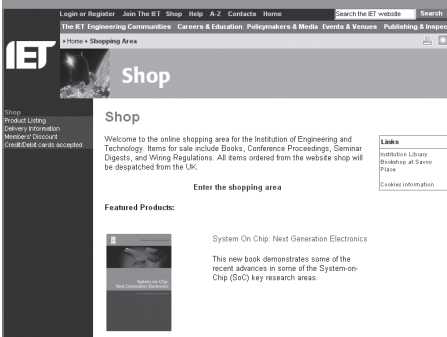 Login or Register Join The IET Shop Help A-Z Contacts Home
Search the IET website Search
The IET Engineering Communities Careers & Education Policymakers & Media Events & Venues Publishing & Inspec
IET
Home Shopping Area
Shop
Shop
Product Listing
Delivery Information
Members' Discount
Credit/Debit cards accepted
Shop
Welcome to the online shopping area for the Institution of Engineering and
Technology. Items for sale include Books, Conference Proceedings, Seminar
Digests, and Wiring Regulations. All items ordered from the website shop will
be despatched from the UK.
Enter the shopping area
Featured Products:
System-on-Chip:
Next Generation Electronics
System On Chip: Next Generation Electronics
This new book demonstrates some of the
recent advances in some of the System-on-
Chip (SoC) key research areas.
Links
Institution Library
Bookshop at Savoy
Place
Cookies information